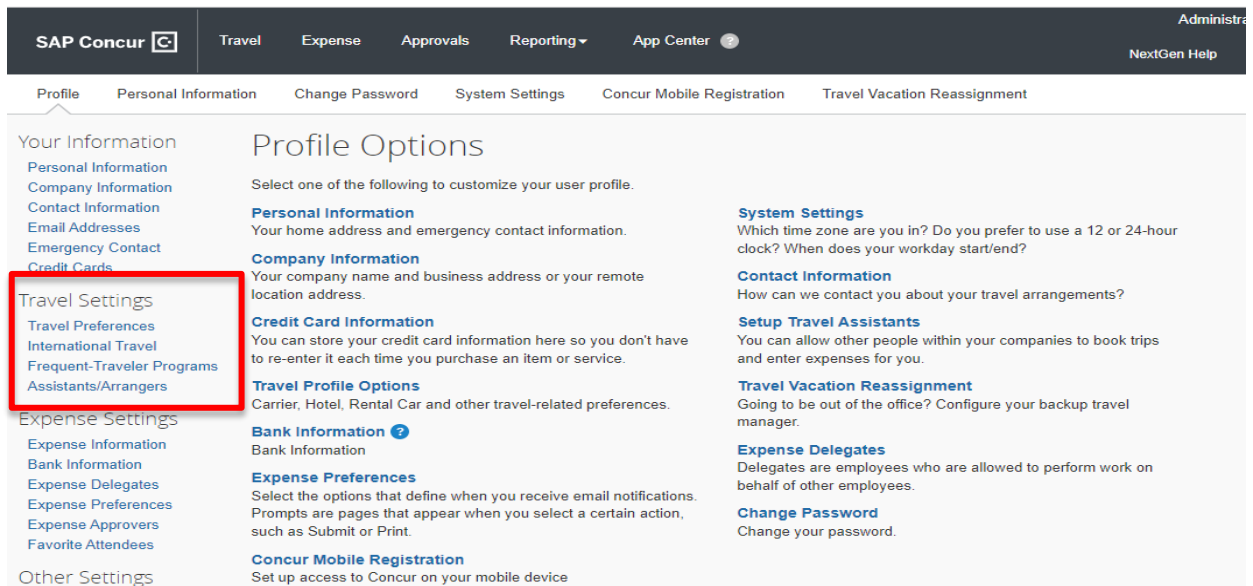 Administra
SAP Concur C Travel Expense Approvals Reporting App Center ?
NextGen Help
Profile Personal Information Change Password System Settings Concur Mobile Registration Travel Vacation Reassignment
Your Information
Personal Information
Company Information
Contact Information
Email Addresses
Emergency Contact
Credit Cards
Travel Settings
Travel Preferences
International Travel
Frequent-Traveler Programs
Assistants/Arrangers
Expense Settings
Expense Information
Bank Information
Expense Delegates
Expense Preferences
Expense Approvers
Favorite Attendees
Other Settings
Profile Options
Select one of the following to customize your user profile.
Personal Information
Your home address and emergency contact information.
Company Information
Your company name and business address or your remote
location address.
Credit Card Information
You can store your credit card information here so you don't have
to re-enter it each time you purchase an item or service.
Travel Profile Options
Carrier, Hotel, Rental Car and other travel-related preferences.
Bank Information ?
Bank Information
Expense Preferences
Select the options that define when you receive email notifications.
Prompts are pages that appear when you select a certain action,
such as Submit or Print.
Concur Mobile Registration
Set up access to Concur on your mobile device
System Settings
Which time zone are you in? Do you prefer to use a 12 or 24-hour
clock? When does your workday start/end?
Contact Information
How can we contact you about your travel arrangements?
Setup Travel Assistants
You can allow other people within your companies to book trips
and enter expenses for you.
Travel Vacation Reassignment
Going to be out of the office? Configure your backup travel
manager.
Expense Delegates
Delegates are employees who are allowed to perform work on
behalf of other employees.
Change Password
Change your password.